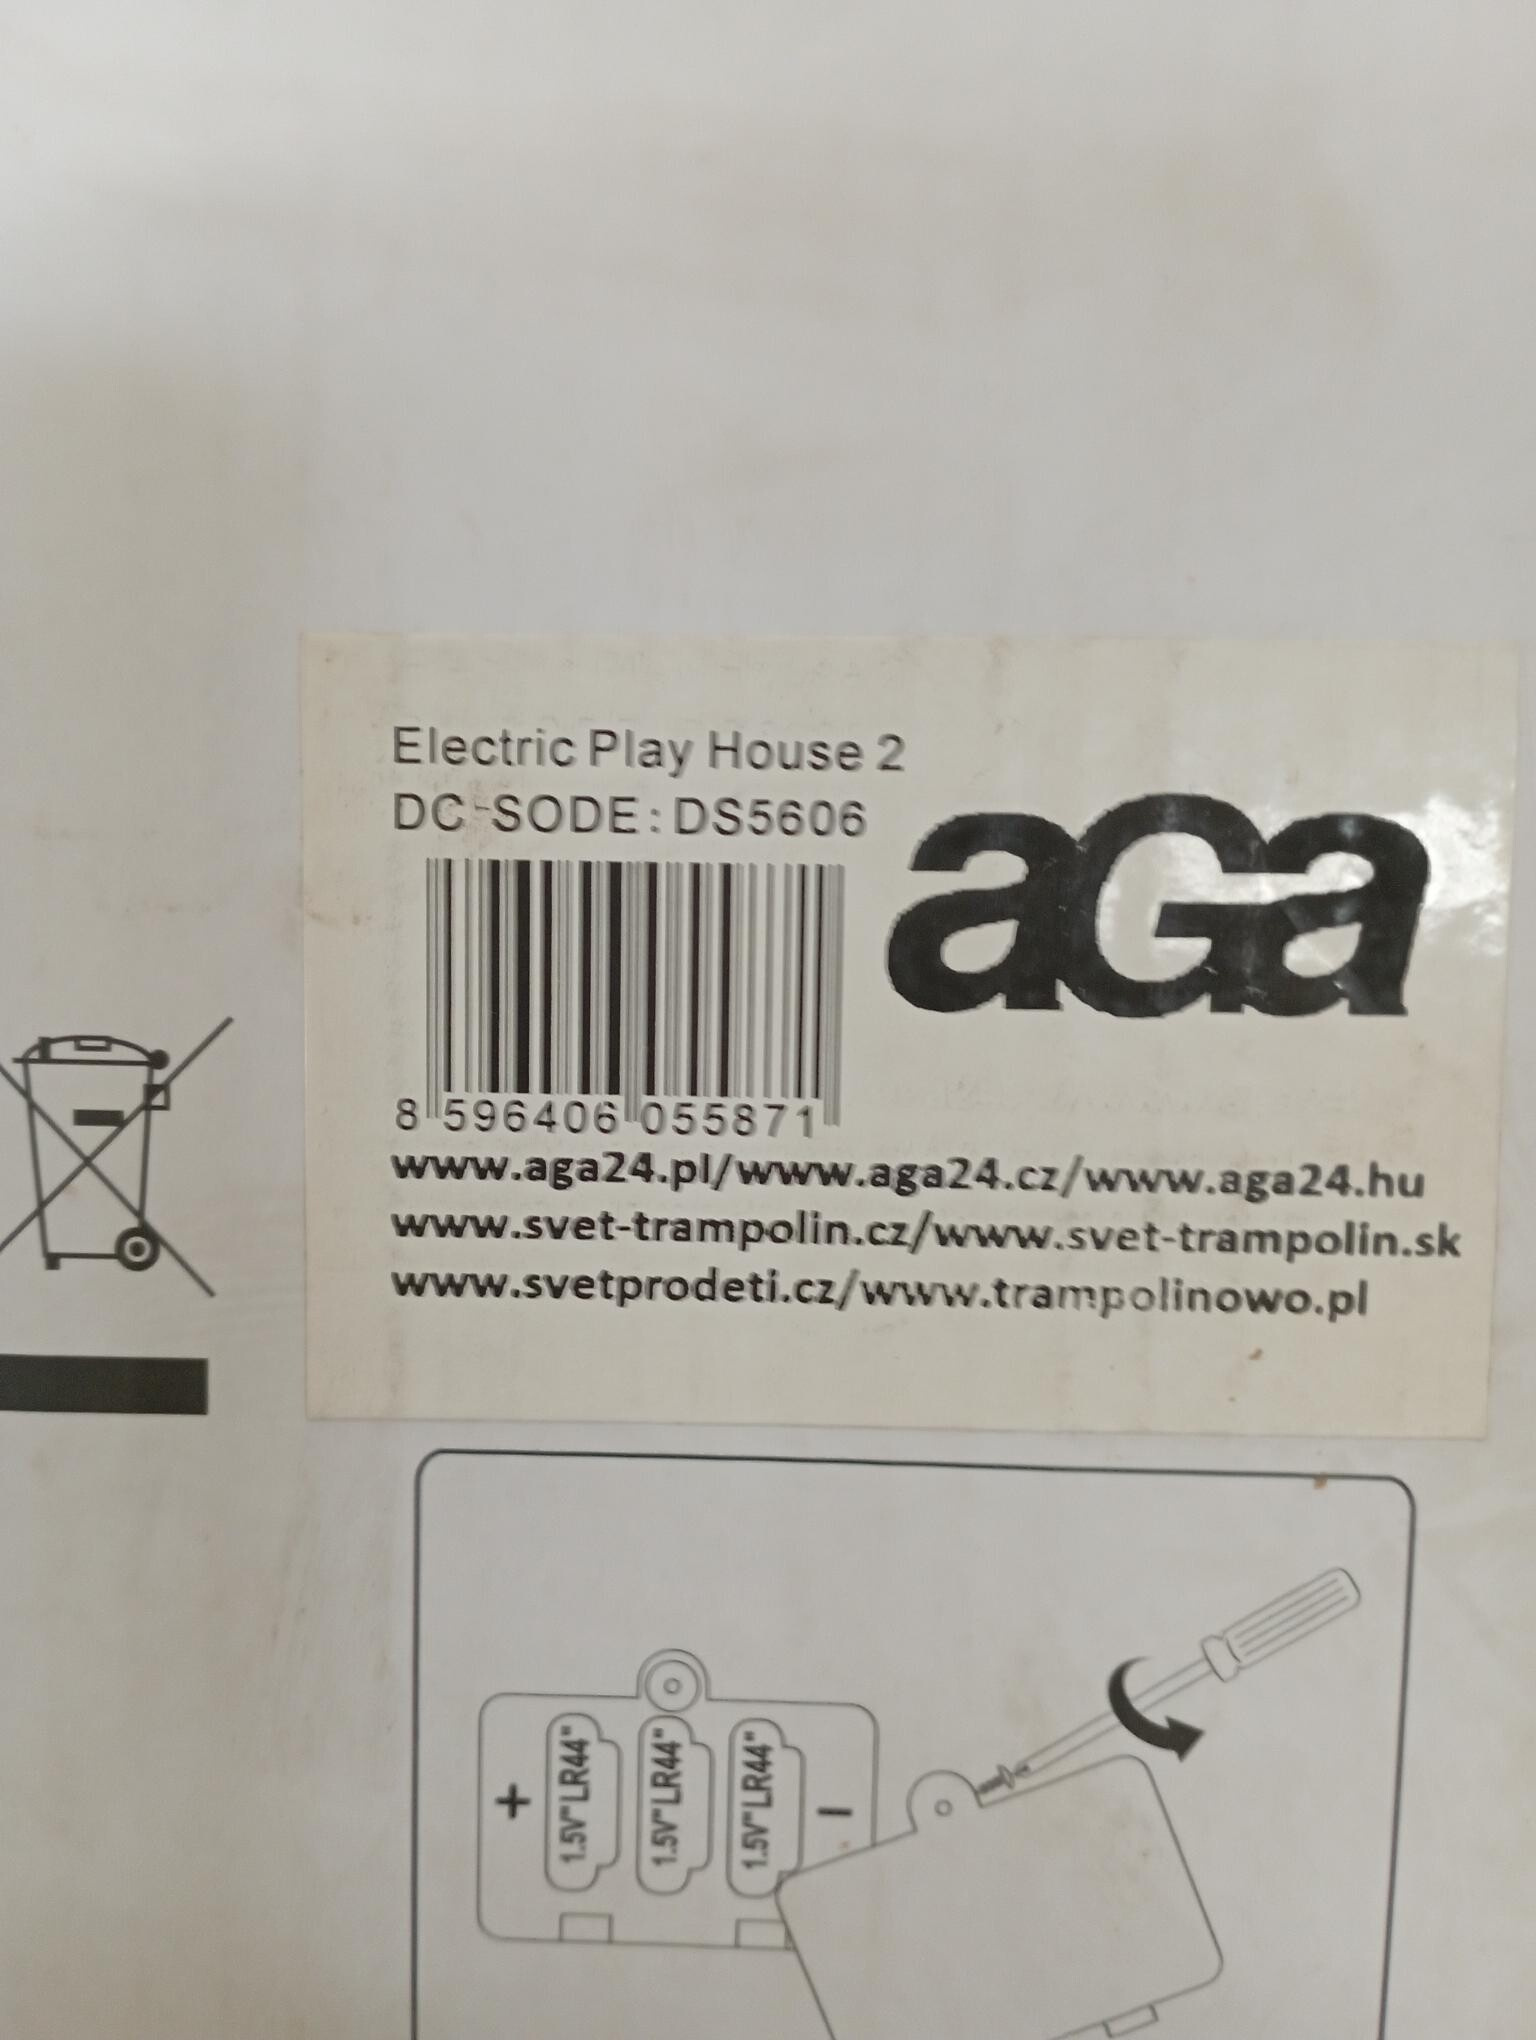 Electric Play House 2
DC-SODE: DS5606
aGa
8 596406 055871
www.aga24.pl/www.aga24.cz/www.aga24.hu
www.svet-trampolin.cz/www.svet-trampolin.sk
www.svetprodeti.cz/www.trampolinowo.pl
+
1.5V"LR44"
1.5V"LR44"
1.5V"LR44"
−